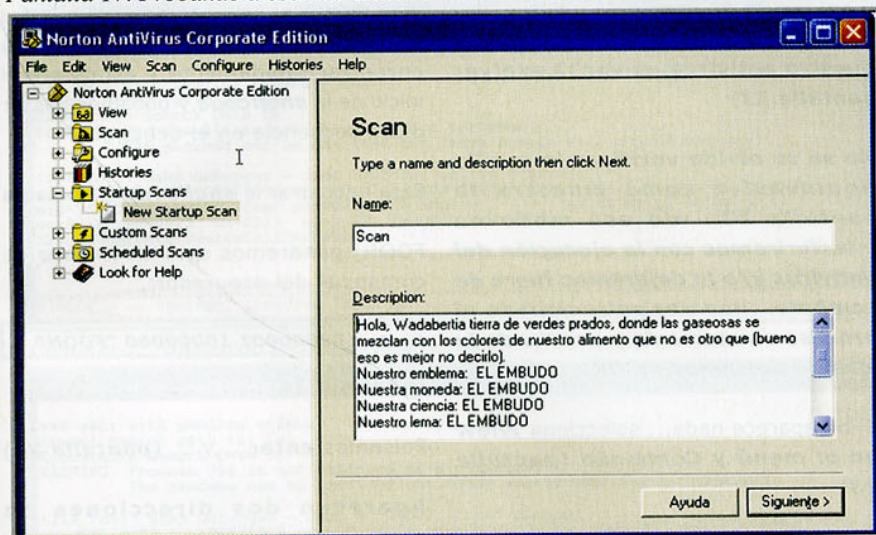 Norton AntiVirus Corporate Edition
File Edit View Scan Configure Histories Help
Norton AntiVirus Corporate Edition
View
Scan
Configure
Histories
Startup Scans
New Startup Scan
Custom Scans
Scheduled Scans
Look for Help
Scan
Type a name and description then click Next.
Name:
Scan
Description:
Hola, Wadabertia tierra de verdes prados, donde las gaseosas se
mezclan con los colores de nuestro alimento que no es otro que (bueno
eso es mejor no decirlo).
Nuestro emblema: EL EMBUDO
Nuestra moneda: EL EMBUDO
Nuestra ciencia: EL EMBUDO
Nuestro lema: EL EMBUDO
Ayuda
Siguiente >